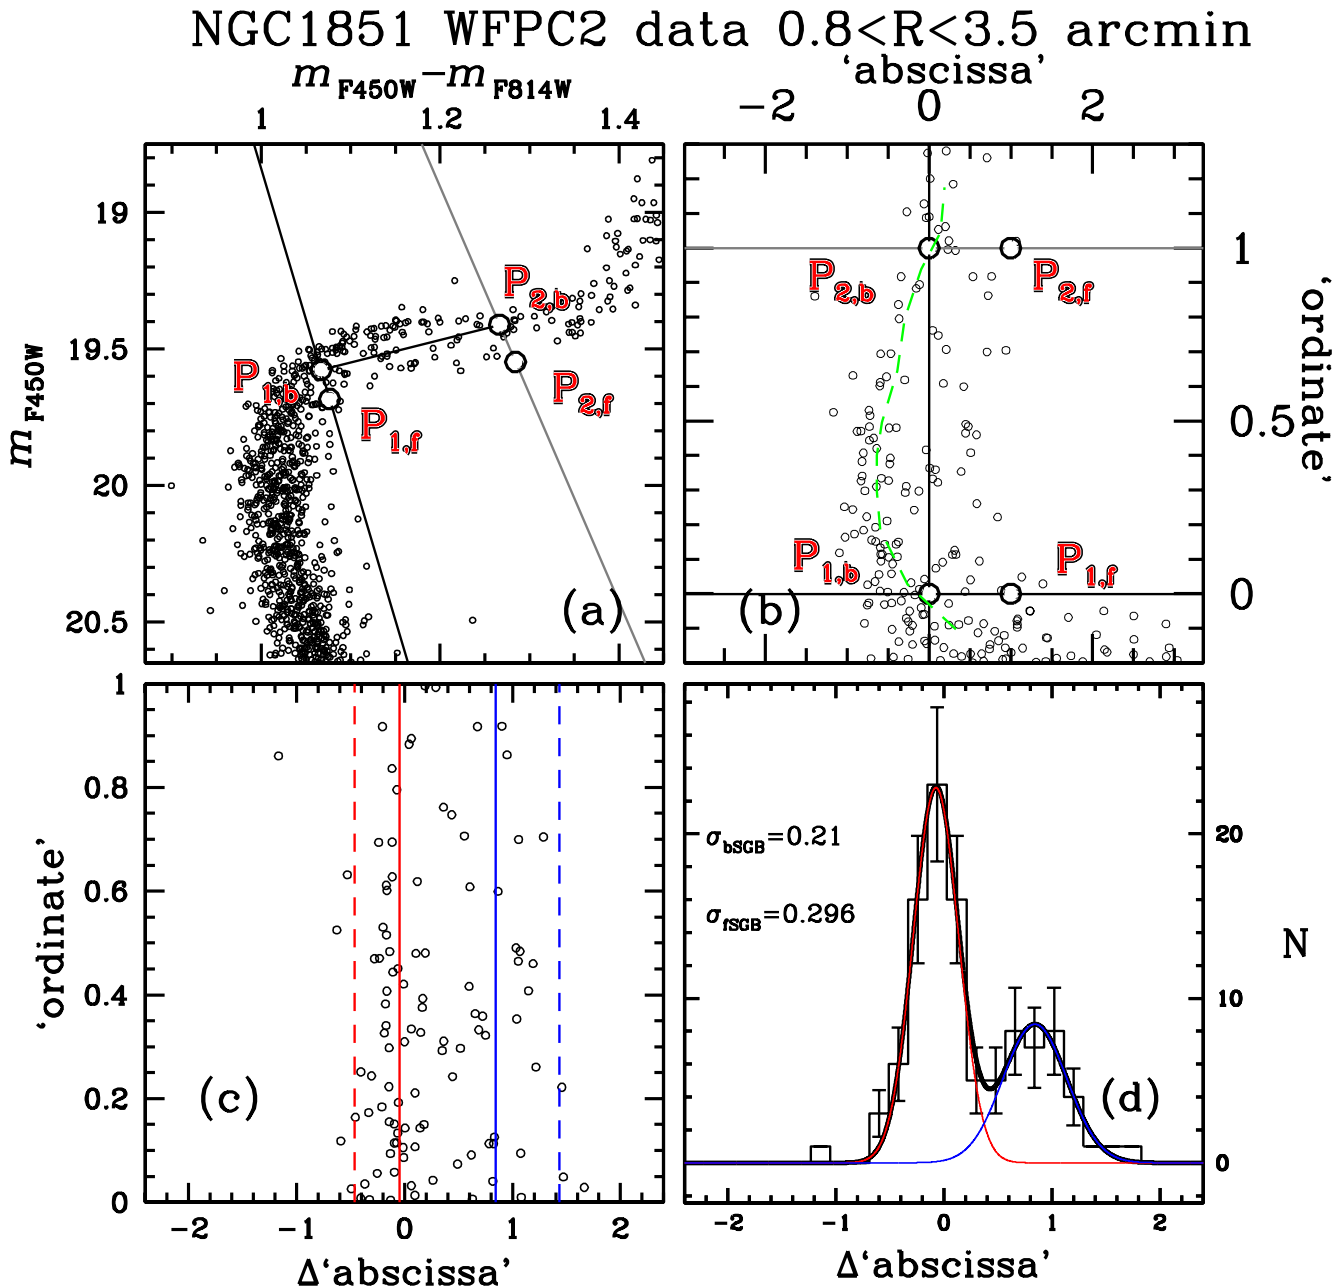 NGC1851 WFPC2 data 0.8<R<3.5 arcmin
m F450W−m F814W
‘abscissa’
1 1.2 1.4
−2 0 2
19
19.5
20
20.5
m F450W
P 2,b
P 1,b
P 2,f
P 1,f
(a)
P 2,b
P 2,f
P 1,b
P 1,f
(b)
1
0.5
0
‘ordinate’
1
0.8
0.6
0.4
0.2
0
‘ordinate’
(c)
−2 −1 0 1 2
Δ‘abscissa’
σbSGB=0.21
σfSGB=0.296
(d)
20
10
0
N
−2 −1 0 1 2
Δ‘abscissa’